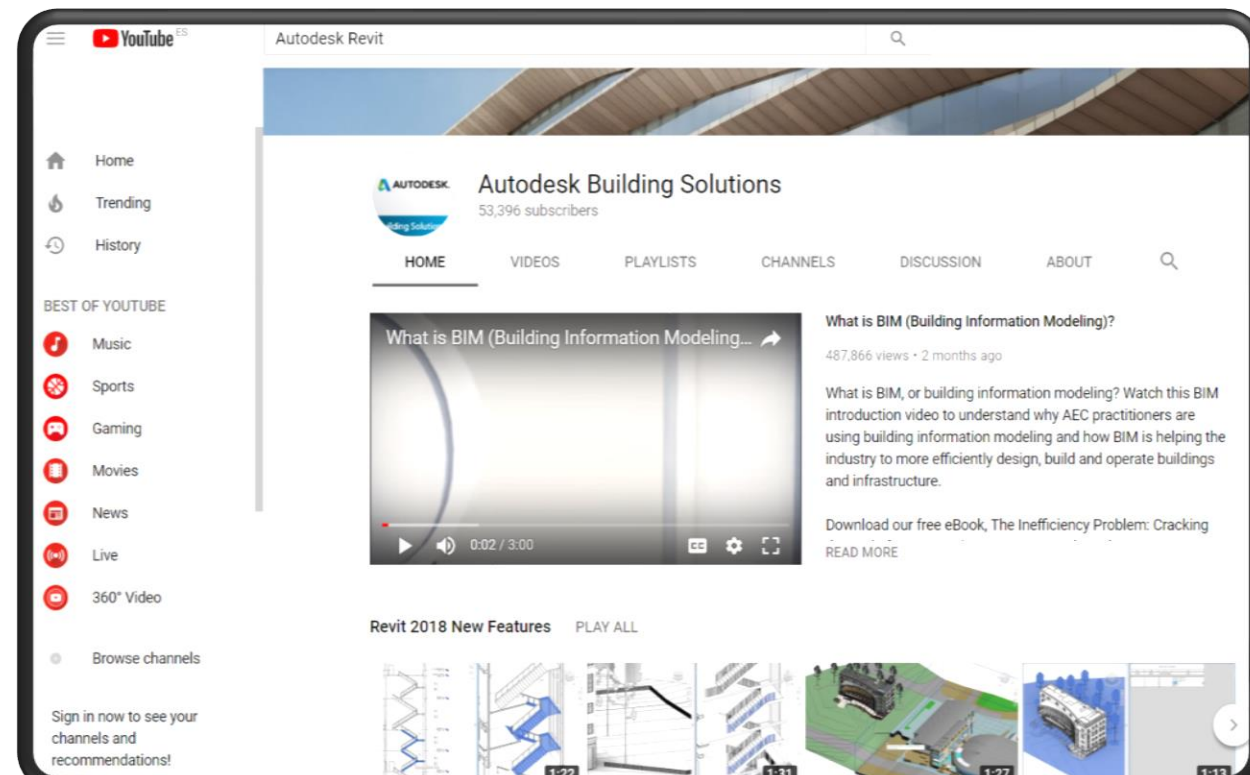 YouTube ES
Autodesk Revit
Home
Trending
History
BEST OF YOUTUBE
Music
Sports
Gaming
Movies
News
Live
360° Video
Browse channels
Sign in now to see your
channels and
recommendations!
AUTODESK.
Autodesk Building Solutions
53,396 subscribers
HOME VIDEOS PLAYLISTS CHANNELS DISCUSSION ABOUT
What is BIM (Building Information Modeling...
0:02 / 3:00
CC
What is BIM (Building Information Modeling)?
487,866 views • 2 months ago
What is BIM, or building information modeling? Watch this BIM
introduction video to understand why AEC practitioners are
using building information modeling and how BIM is helping the
industry to more efficiently design, build and operate buildings
and infrastructure.
Download our free eBook, The Inefficiency Problem: Cracking
READ MORE
Revit 2018 New Features PLAY ALL
1:22
1:31
1:27
1:13